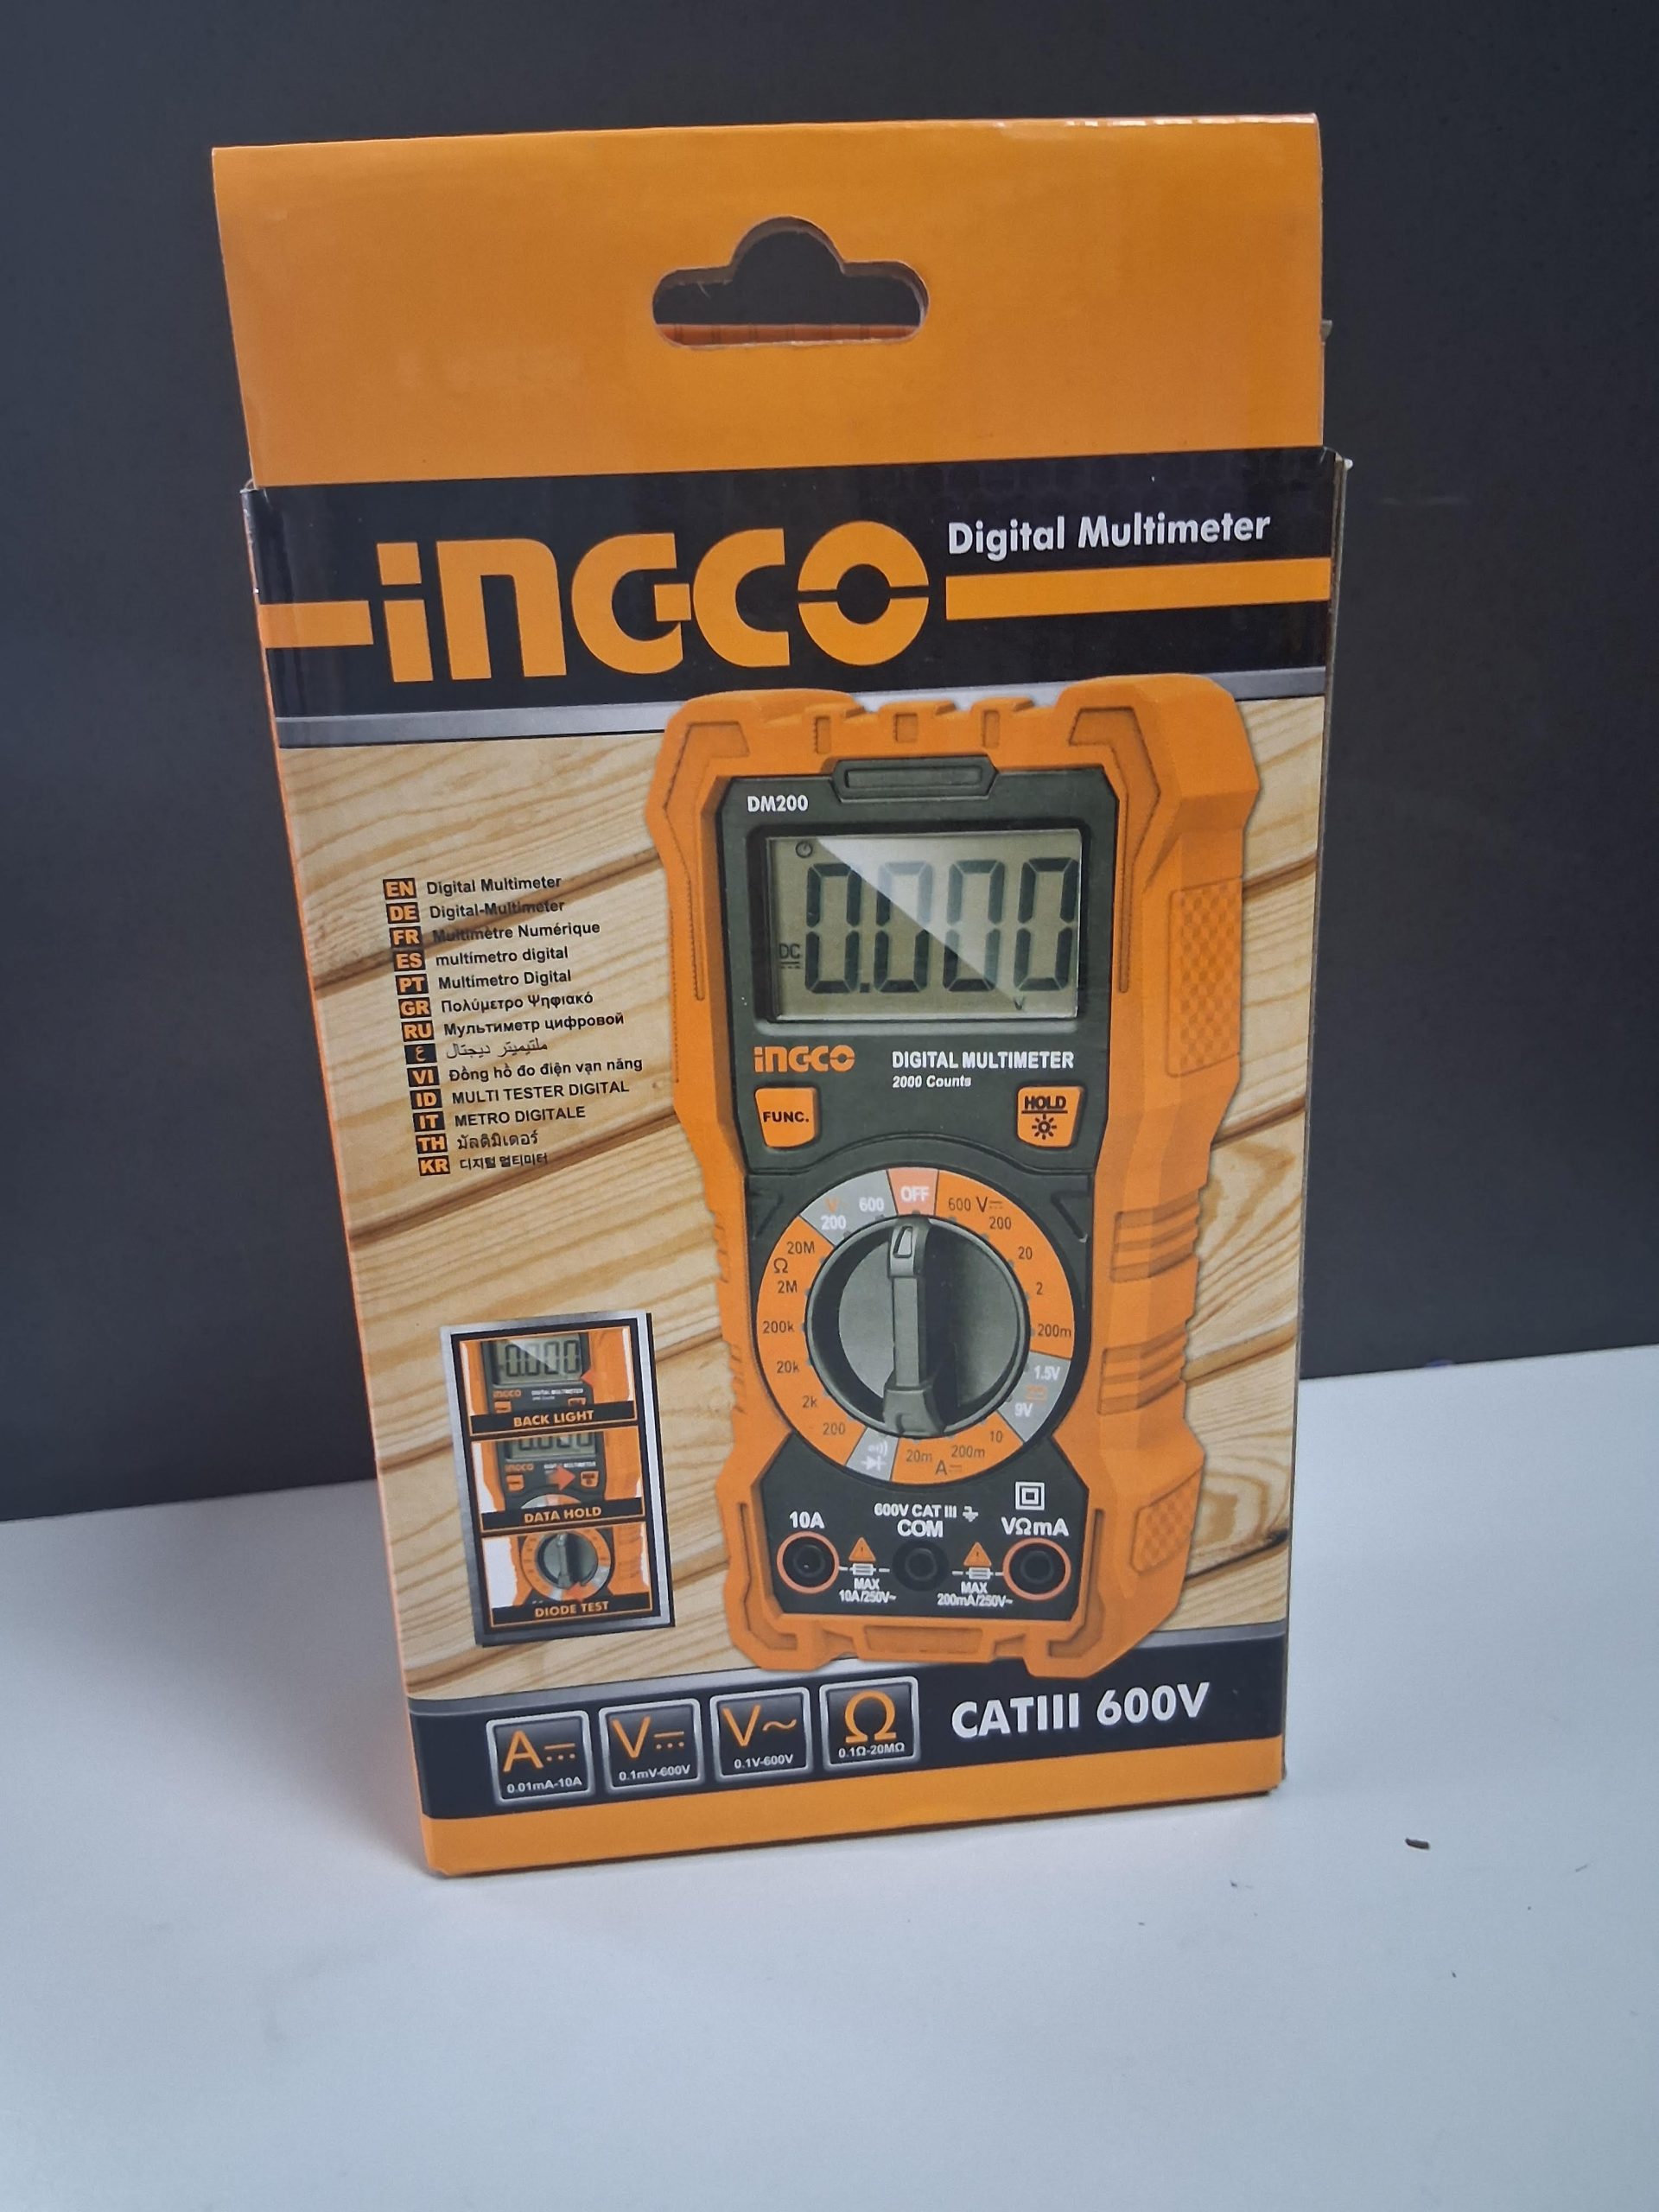 INGCO
Digital Multimeter
DM200
0.000
DC
V
EN Digital Multimeter
DE Digital-Multimeter
FR Multimètre Numérique
ES multímetro digital
PT Multímetro Digital
GR Πολύμετρο Ψηφιακό
RU Мультиметр цифровой
ع ملتيميتر ديجتال
VI Đồng hồ đo điện vạn năng
ID MULTI TESTER DIGITAL
IT METRO DIGITALE
TH มัลติมิเตอร์
KR 디지털 멀티미터
INGCO
DIGITAL MULTIMETER
2000 Counts
FUNC.
HOLD
OFF
600 V⎓
200
20
2
200m
1.5V
9V
10
200m
A⎓
20m
200
2k
20k
200k
2M
Ω
20M
200
V
600
10A
600V CAT III
COM
VΩmA
MAX
10A/250V~
MAX
200mA/250V~
0.000
INGCO
BACK LIGHT
0.000
INGCO
DATA HOLD
DIODE TEST
A⎓
0.01mA-10A
V⎓
0.1mV-600V
V~
0.1V-600V
Ω
0.1Ω-20MΩ
CATIII 600V